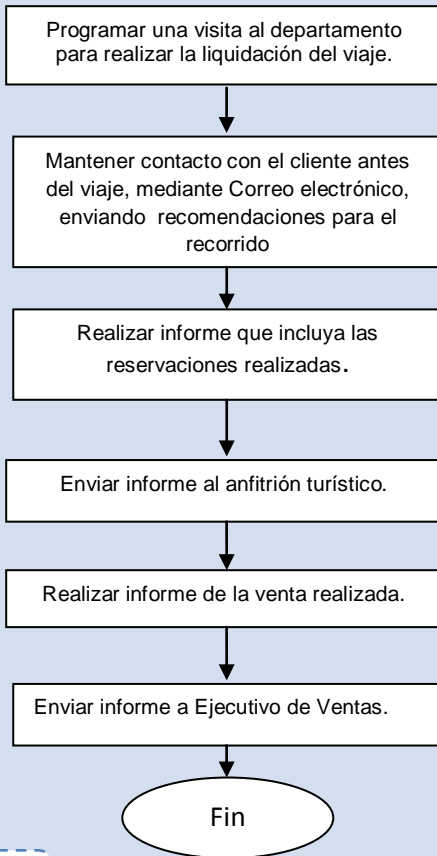 Programar una visita al departamento
para realizar la liquidación del viaje.
Mantener contacto con el cliente antes
del viaje, mediante Correo electrónico,
enviando recomendaciones para el
recorrido
Realizar informe que incluya las
reservaciones realizadas.
Enviar informe al anfitrión turístico.
Realizar informe de la venta realizada.
Enviar informe a Ejecutivo de Ventas.
Fin